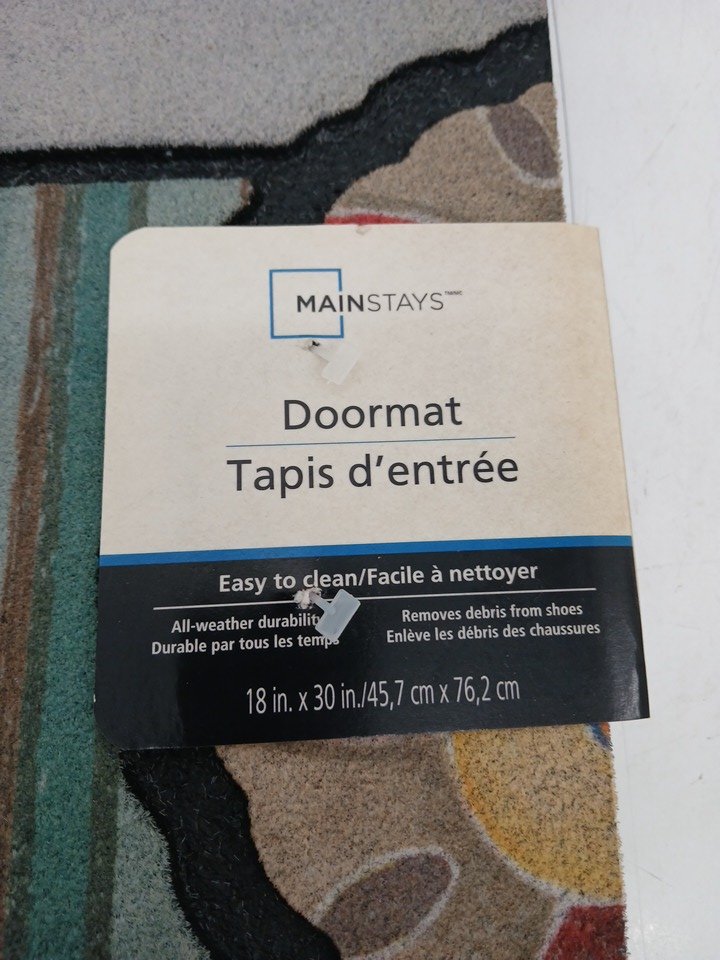 MAINSTAYS
Doormat
Tapis d'entrée
Easy to clean/Facile à nettoyer
All-weather durability
Durable par tous les temps
Removes debris from shoes
Enlève les débris des chaussures
18 in. x 30 in./45,7 cm x 76,2 cm